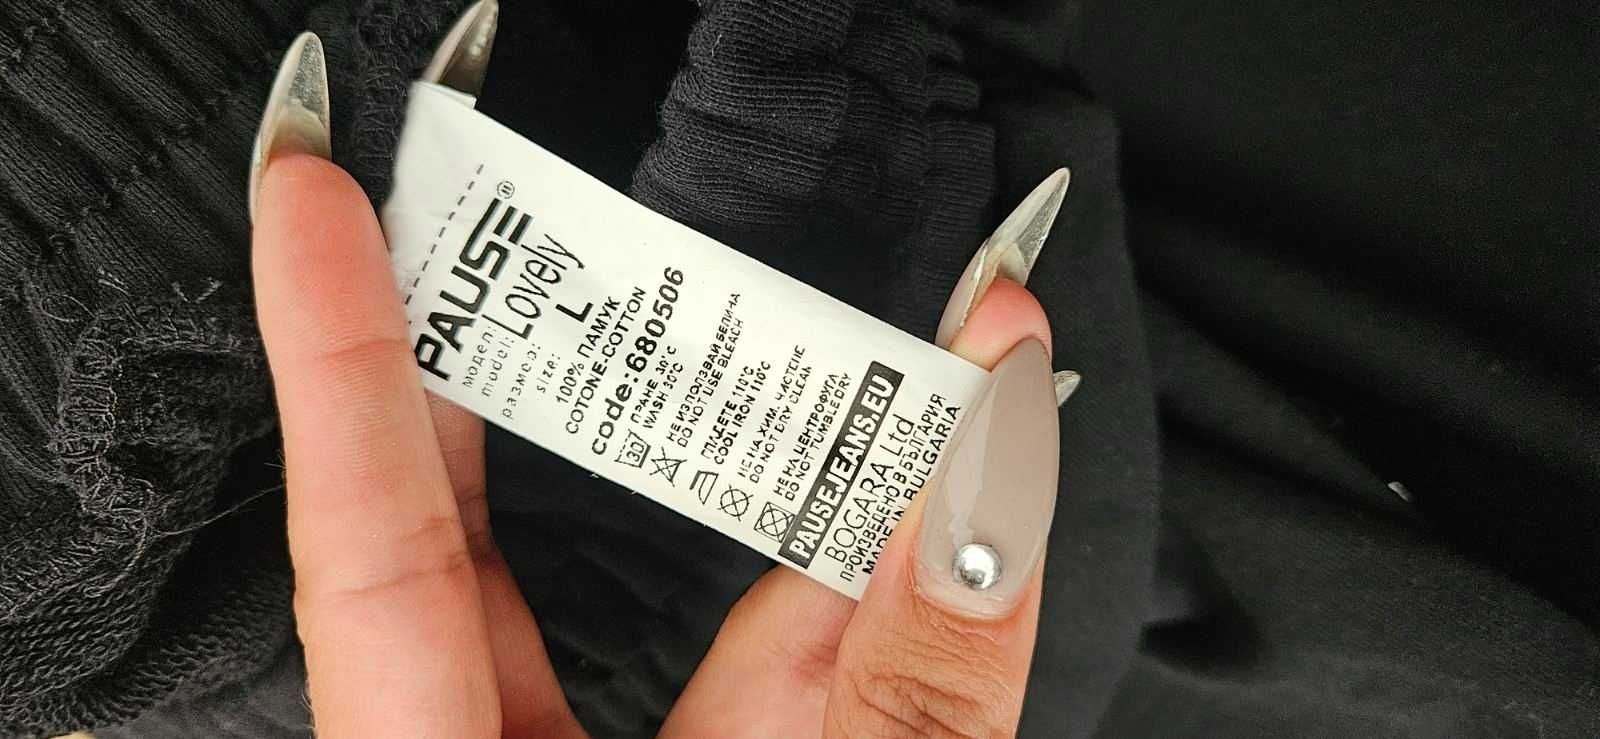 PAUSE®
модел:
model: Lovely
размер:
size: L
100% ПАМУК
COTONE-COTTON
code:680506
30
ПРАНЕ 30°C
WASH 30°C
НЕ ИЗПОЛЗВАЙ БЕЛИНА
DO NOT USE BLEACH
ГЛАДЕТЕ 110°C
COOL IRON 110°C
НЕ НА ХИМ. ЧИСТЕНЕ
DO NOT DRY CLEAN
НЕ НА ЦЕНТРОФУГА
DO NOT TUMBLE DRY
PAUSEJEANS.EU
BOGARA Ltd
ПРОИЗВЕДЕНО В БЪЛГАРИЯ
MADE IN BULGARIA